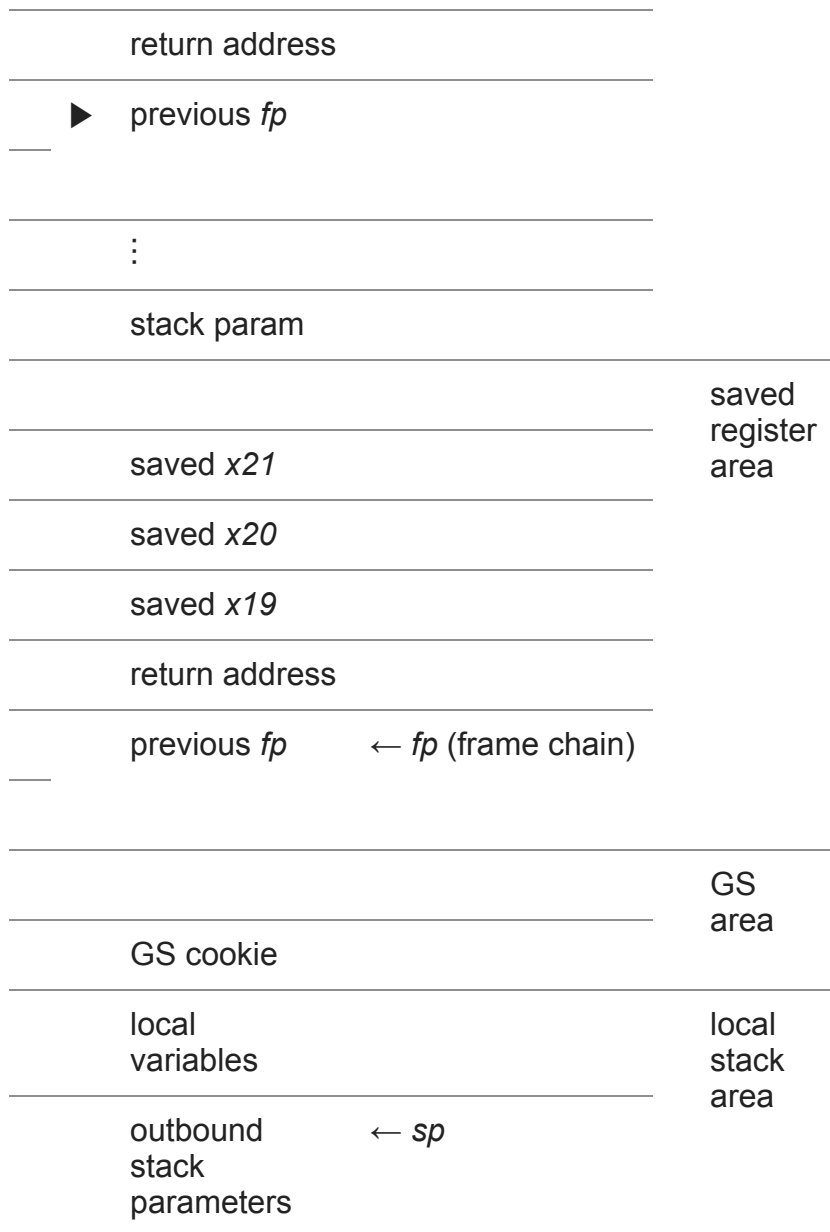 return address
▶ previous fp
⋮
stack param
saved
register
area
saved x21
saved x20
saved x19
return address
previous fp ← fp (frame chain)
GS
area
GS cookie
local
variables
local
stack
area
outbound
stack
parameters
← sp